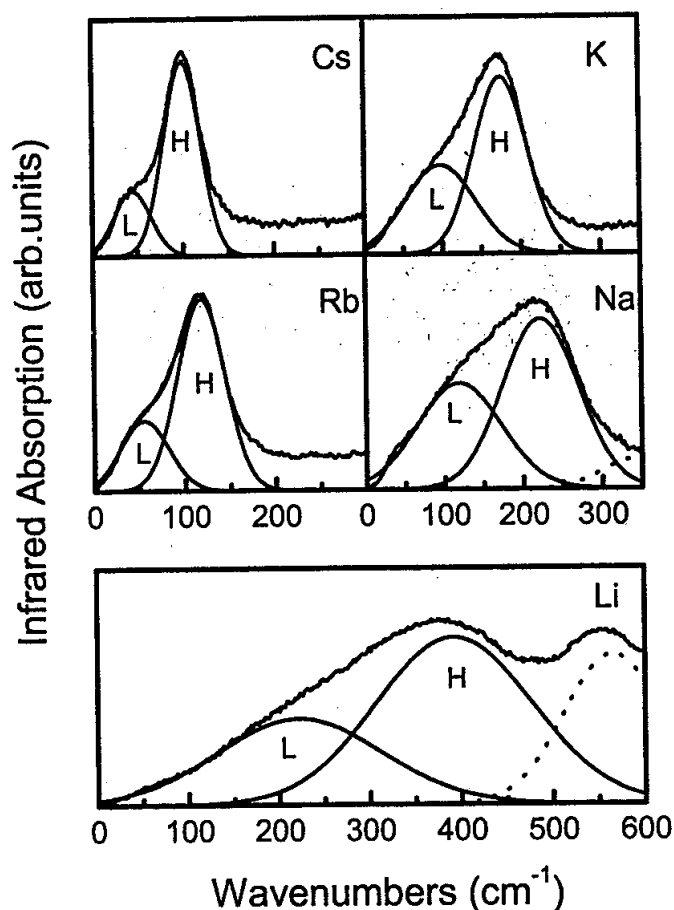 Infrared Absorption (arb.units)
Cs
H
L
K
H
L
Rb
H
L
Na
H
L
0 100 200
0 100 200 300
Li
H
L
0 100 200 300 400 500 600
Wavenumbers (cm⁻¹)